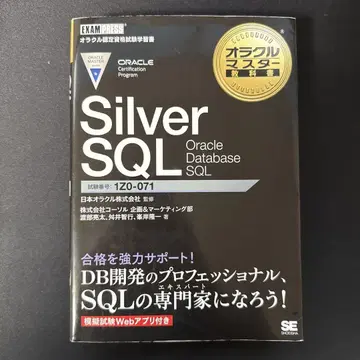 EXAMPRESS
オラクル認定資格試験学習書
ORACLE MASTER
ORACLE
Certification
Program
オラクル
マスター
教科書
Silver
SQL
Oracle
Database
SQL
試験番号 1Z0-071
日本オラクル株式会社 監修
株式会社コーソル 企画&マーケティング部
渡部亮太、舛井智行、峯岸隆一 著
合格を強力サポート!
DB開発のプロフェッショナル、
エキスパート
SQLの専門家になろう!
模擬試験Webアプリ付き
SE
SHOEISHA